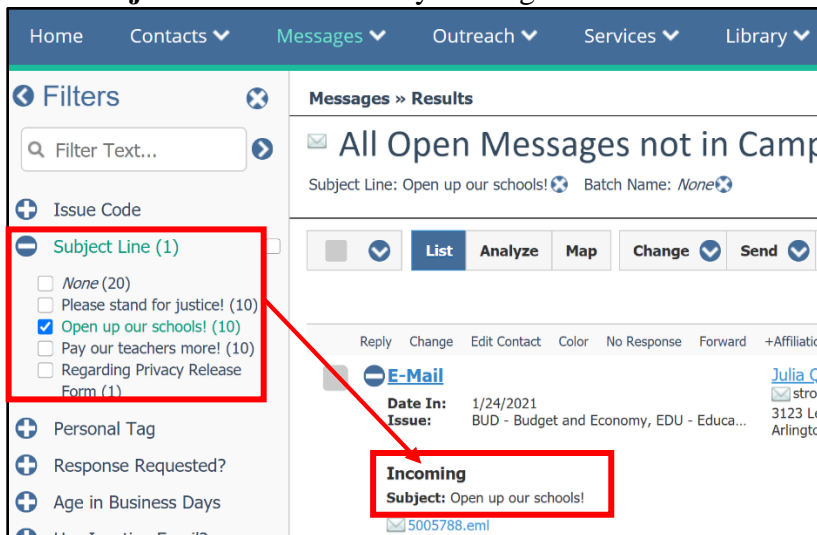 Home Contacts Messages Outreach Services Library
Filters
Filter Text...
Issue Code
Subject Line (1)
None (20)
Please stand for justice! (10)
Open up our schools! (10)
Pay our teachers more! (10)
Regarding Privacy Release
Form (1)
Personal Tag
Response Requested?
Age in Business Days
Messages » Results
All Open Messages not in Camp
Subject Line: Open up our schools! Batch Name: None
List Analyze Map Change Send
Reply Change Edit Contact Color No Response Forward +Affiliatio
E-Mail
Date In: 1/24/2021
Issue: BUD - Budget and Economy, EDU - Educa...
Julia
stro
3123 Le
Arlingto
Incoming
Subject: Open up our schools!
5005788.eml